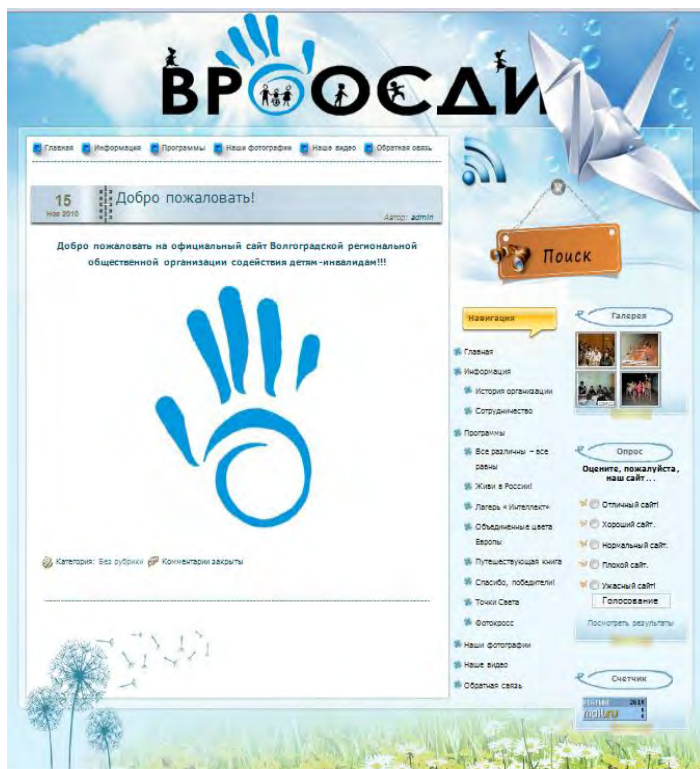 ВРООСДИ
Главная Информация Программы Наши фотографии Наше видео Обратная связь
15
Ноя 2010
Добро пожаловать!
Автор: admin
Добро пожаловать на официальный сайт Волгоградской региональной
общественной организации содействия детям-инвалидам!!!
Категория: Без рубрики Комментарии закрыты
Поиск
Навигация
Главная
Информация
История организации
Сотрудничество
Программы
Все различны – все
равны
Живи в России!
Лагерь «Интеллект»
Объединенные цвета
Европы
Путешествующая книга
Спасибо, победители!
Точки Света
Фотокросс
Наши фотографии
Наше видео
Обратная связь
Галерея
Опрос
Оцените, пожалуйста,
наш сайт...
Отличный сайт!
Хороший сайт.
Нормальный сайт.
Плохой сайт.
Ужасный сайт!
Голосование
Посмотреть результаты
Счетчик
mail.ru